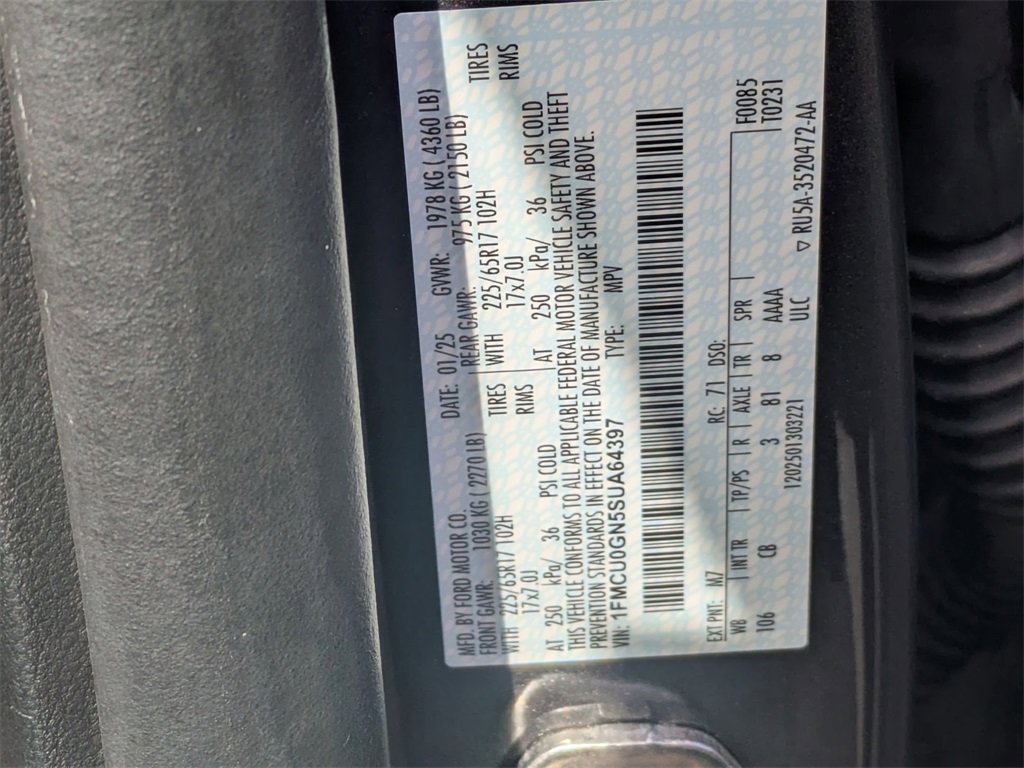 MFD. BY FORD MOTOR CO. DATE: 01/25 GVWR: 1978 KG ( 4360 LB)
FRONT GAWR: 1030 KG ( 2270 LB) REAR GAWR: 975 KG ( 2150 LB)
WITH 225/65R17 102H TIRES WITH 225/65R17 102H TIRES
17x7.0J RIMS 17x7.0J RIMS
AT 250 kPa/ 36 PSI COLD AT 250 kPa/ 36 PSI COLD
THIS VEHICLE CONFORMS TO ALL APPLICABLE FEDERAL MOTOR VEHICLE SAFETY AND THEFT
PREVENTION STANDARDS IN EFFECT ON THE DATE OF MANUFACTURE SHOWN ABOVE.
VIN: 1FMCU0GN5SUA64397 TYPE: MPV
EXT PNT: M7 RC: 71 DSO: F0085
WB INT TR TP/PS R AXLE TR SPR T0231
106 CB 3 B1 8 AAAA
1202501303221 ULC ▽ RU5A-3520472-AA